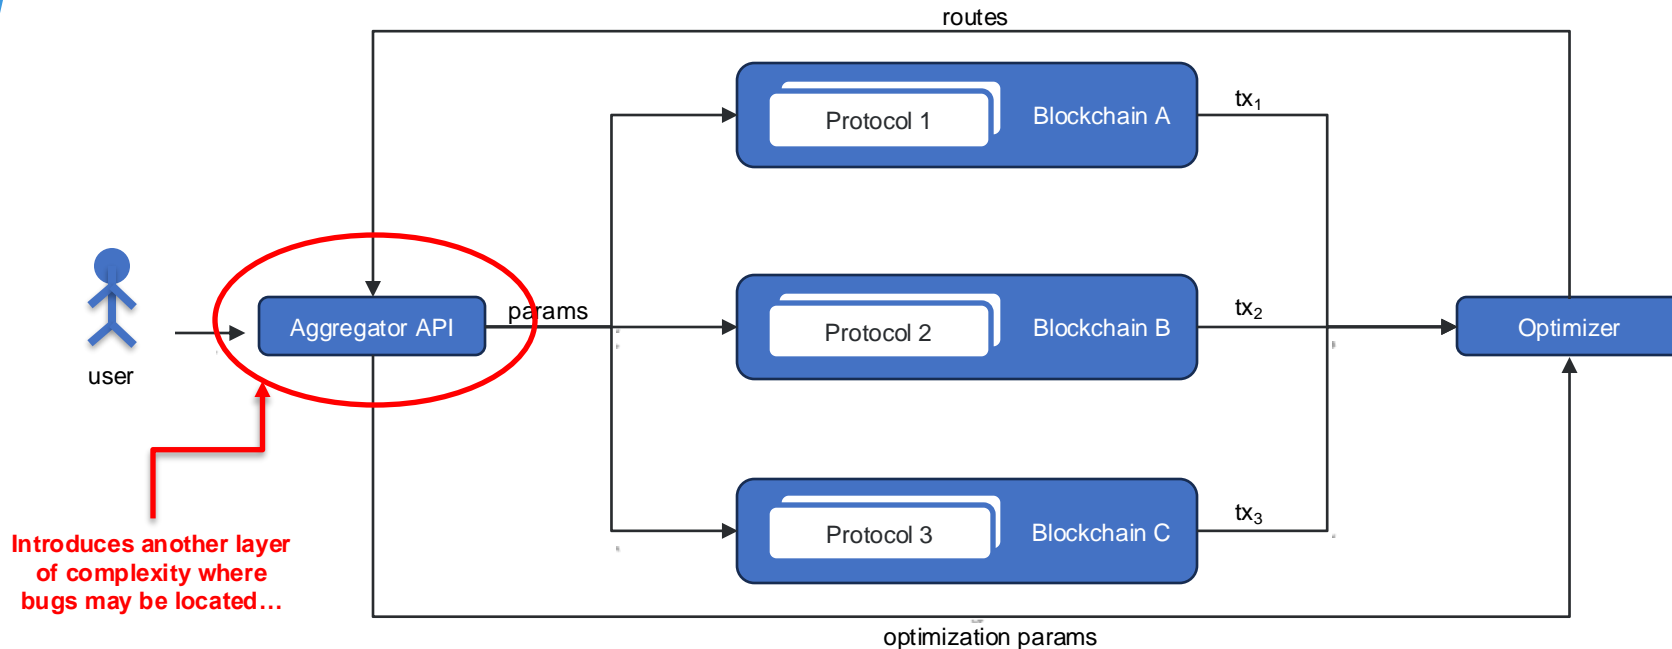 routes
Protocol 1
Blockchain A
tx₁
user
Aggregator API
params
Protocol 2
Blockchain B
tx₂
Optimizer
Introduces another layer
of complexity where
bugs may be located…
Protocol 3
Blockchain C
tx₃
optimization params